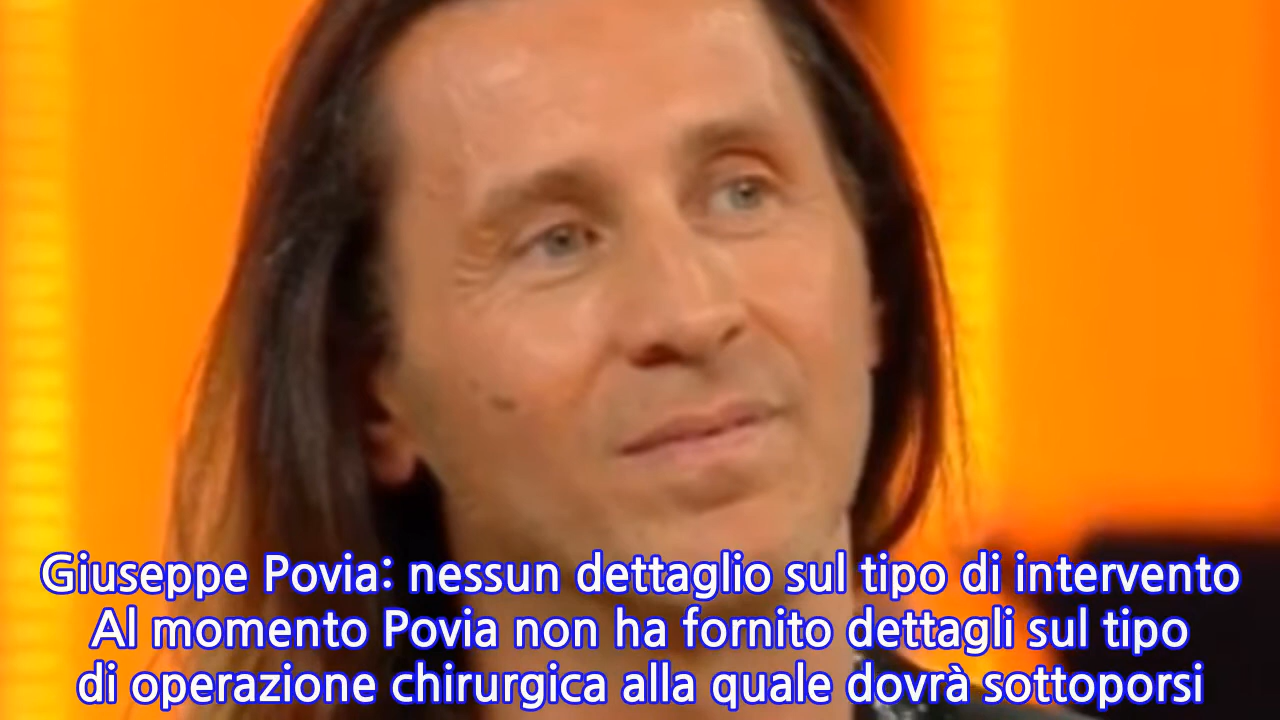 Giuseppe Povia: nessun dettaglio sul tipo di intervento
Al momento Povia non ha fornito dettagli sul tipo
di operazione chirurgica alla quale dovrà sottoporsi